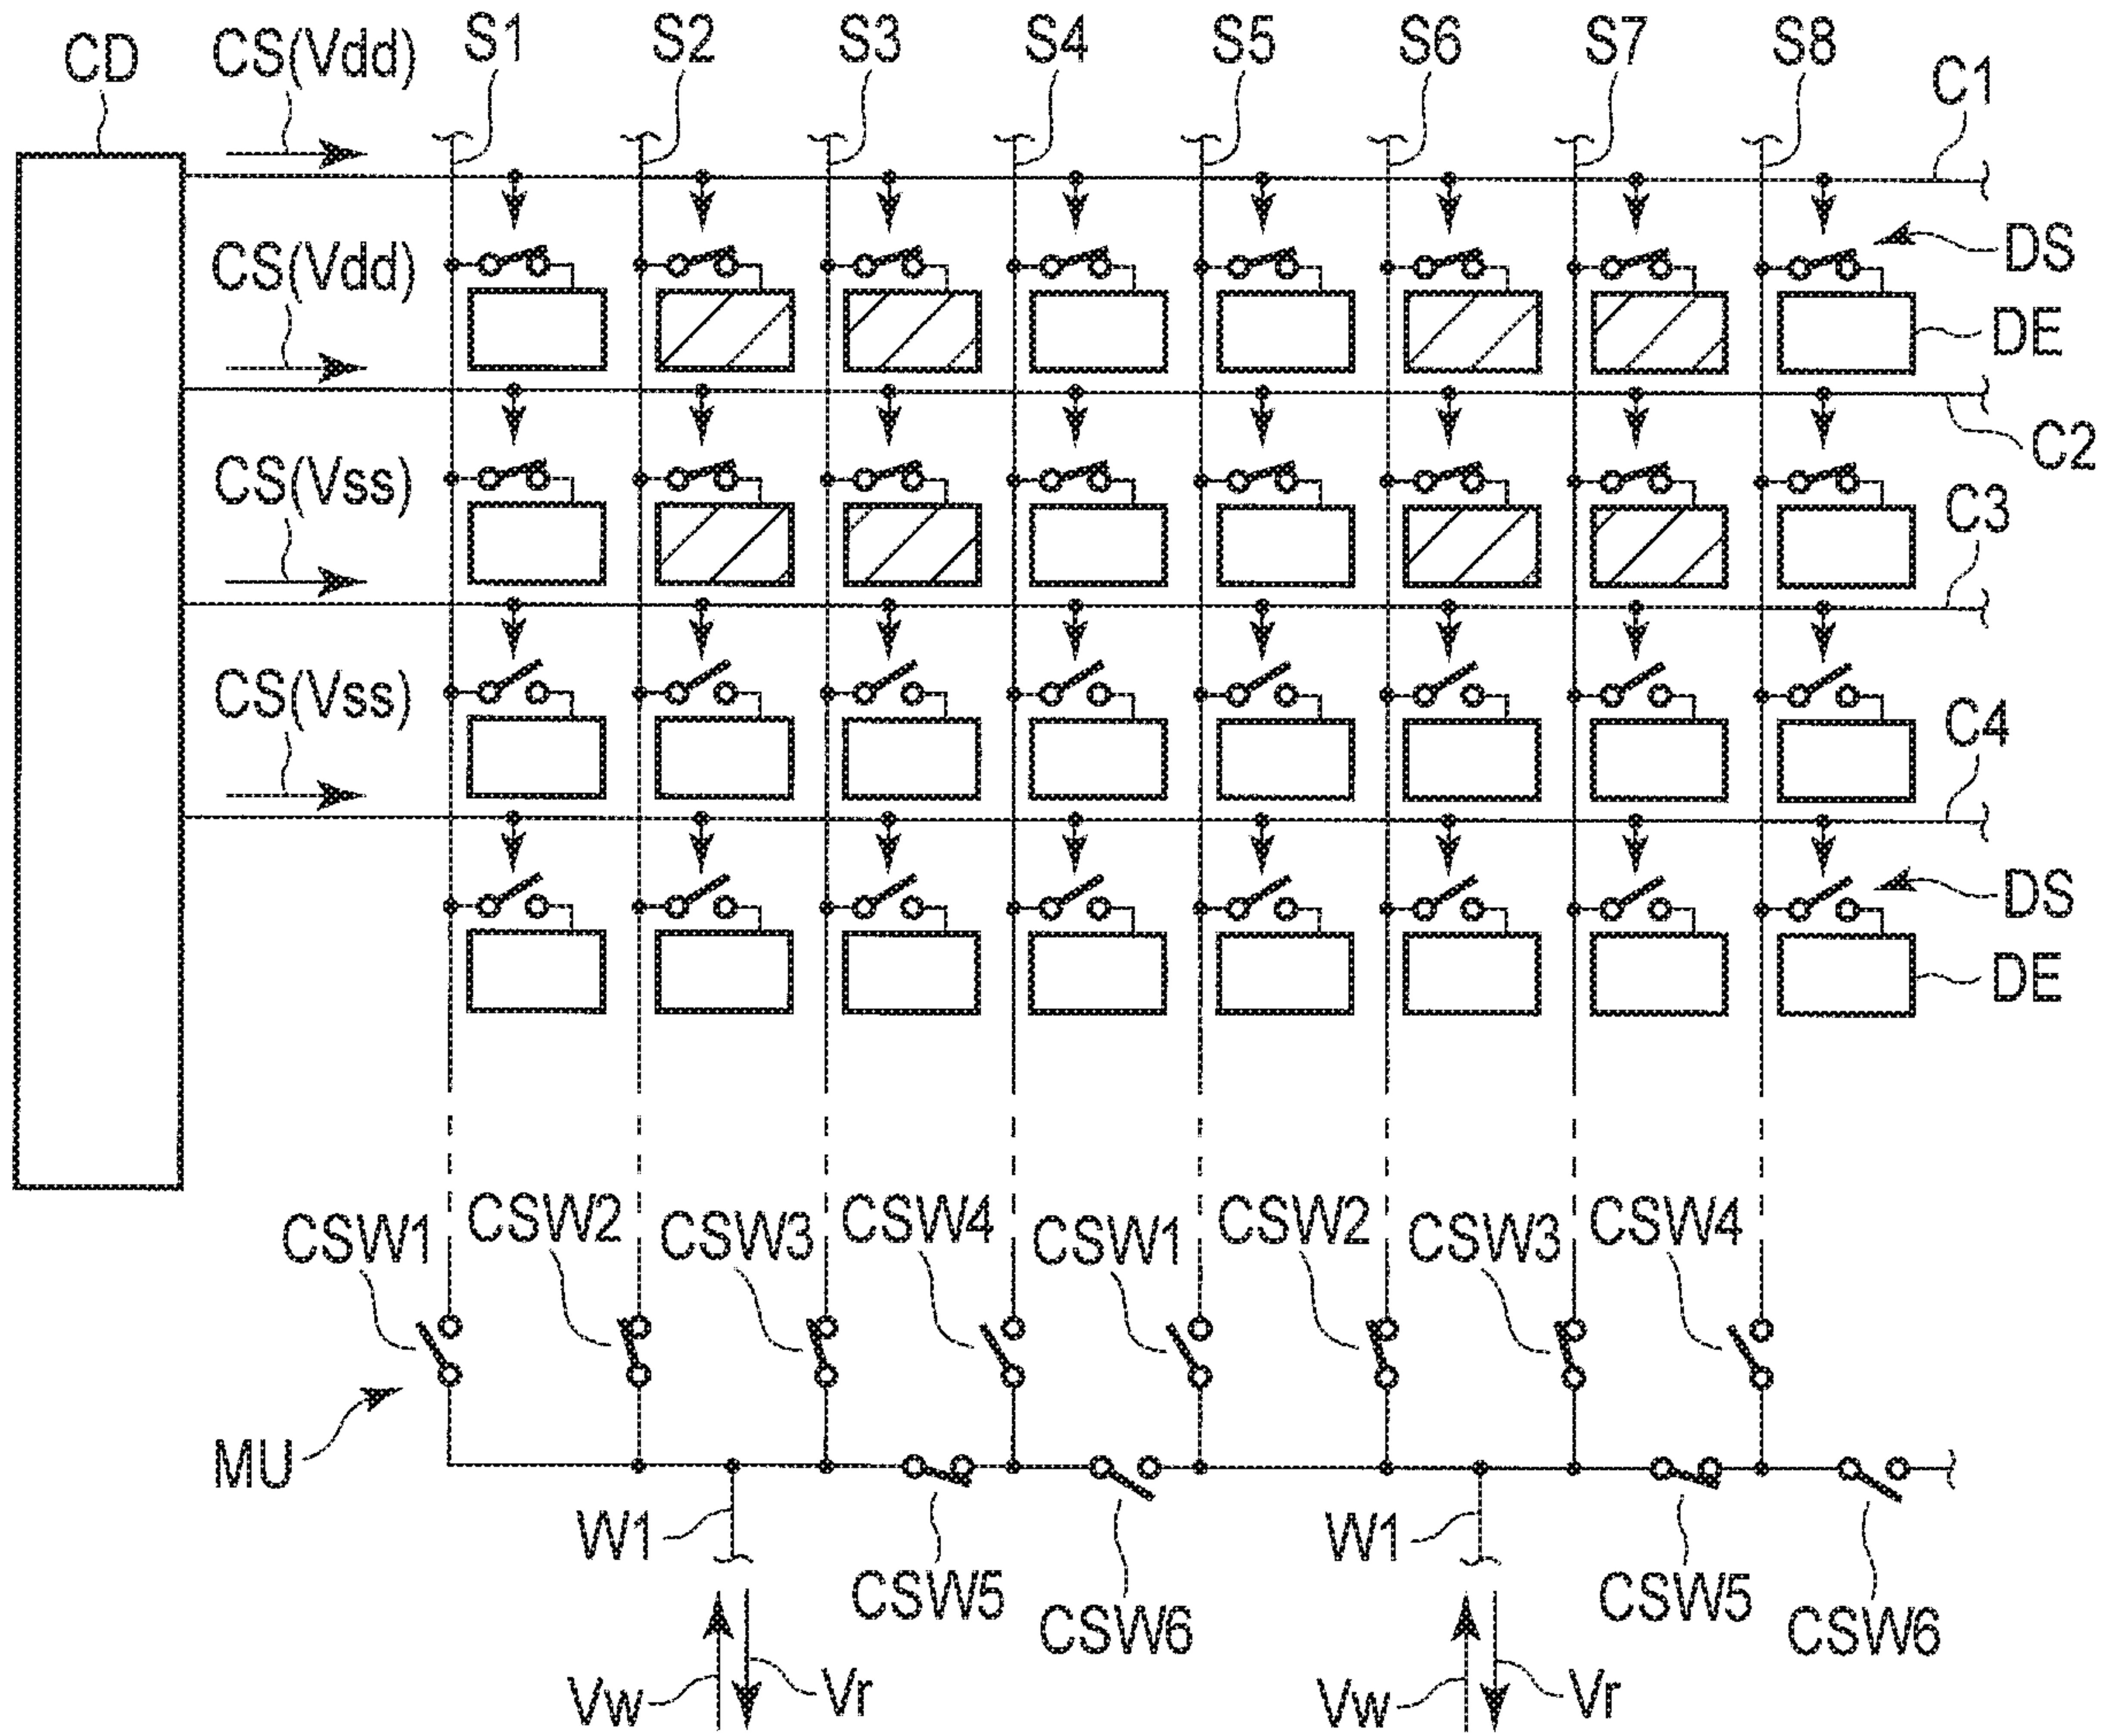 CD CS(Vdd) S1 S2 S3 S4 S5 S6 S7 S8 C1
CS(Vdd) DS
DE
CS(Vss) C2
C3
CS(Vss) C4
DS
DE
CSW1 CSW2 CSW3 CSW4 CSW1 CSW2 CSW3 CSW4
MU
W1 W1
CSW5 CSW6 CSW5 CSW6
Vw Vr Vw Vr